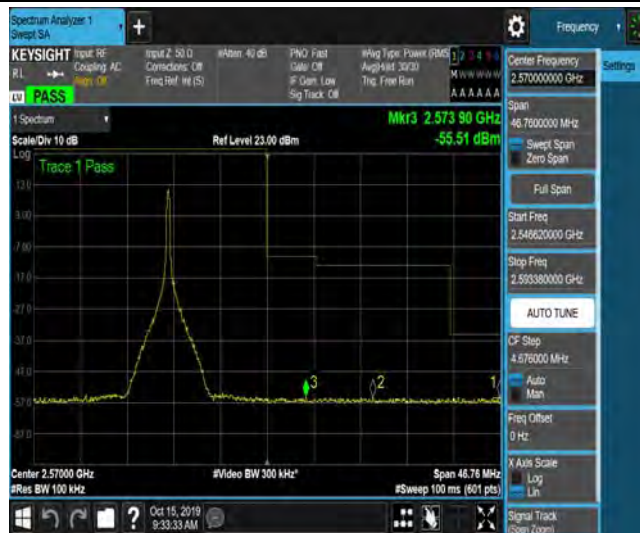 Spectrum Analyzer 1
Swept SA
+
Frequency
KEYSIGHT
RL
Input: RF
Coupling: AC
Align: Off
Input Z: 50 Ω
Corrections: Off
Freq Ref: Int (S)
#Atten: 40 dB
PNO: Fast
Gate: Off
IF Gain: Low
Sig Track: Off
#Avg Type: Power (RMS
Avg|Hold: 30/30
Trig: Free Run
1 2 3 4 5 6
M W W W W W
A A A A A A
LW PASS
1 Spectrum
Scale/Div 10 dB
Ref Level 23.00 dBm
Mkr3 2.573 90 GHz
-55.51 dBm
Log
Trace 1 Pass
13.0
3.00
-7.00
-17.0
-27.0
-37.0
-47.0
-57.0
-67.0
3
2
1
Center 2.57000 GHz
#Res BW 100 kHz
#Video BW 300 kHz*
Span 46.76 MHz
#Sweep 100 ms (601 pts)
Oct 15, 2019
9:33:33 AM
?
Center Frequency
2.570000000 GHz
Settings
Span
46.7600000 MHz
Swept Span
Zero Span
Full Span
Start Freq
2.546620000 GHz
Stop Freq
2.593380000 GHz
AUTO TUNE
CF Step
4.676000 MHz
Auto
Man
Freq Offset
0 Hz
X Axis Scale
Log
Lin
Signal Track
(Span Zoom)